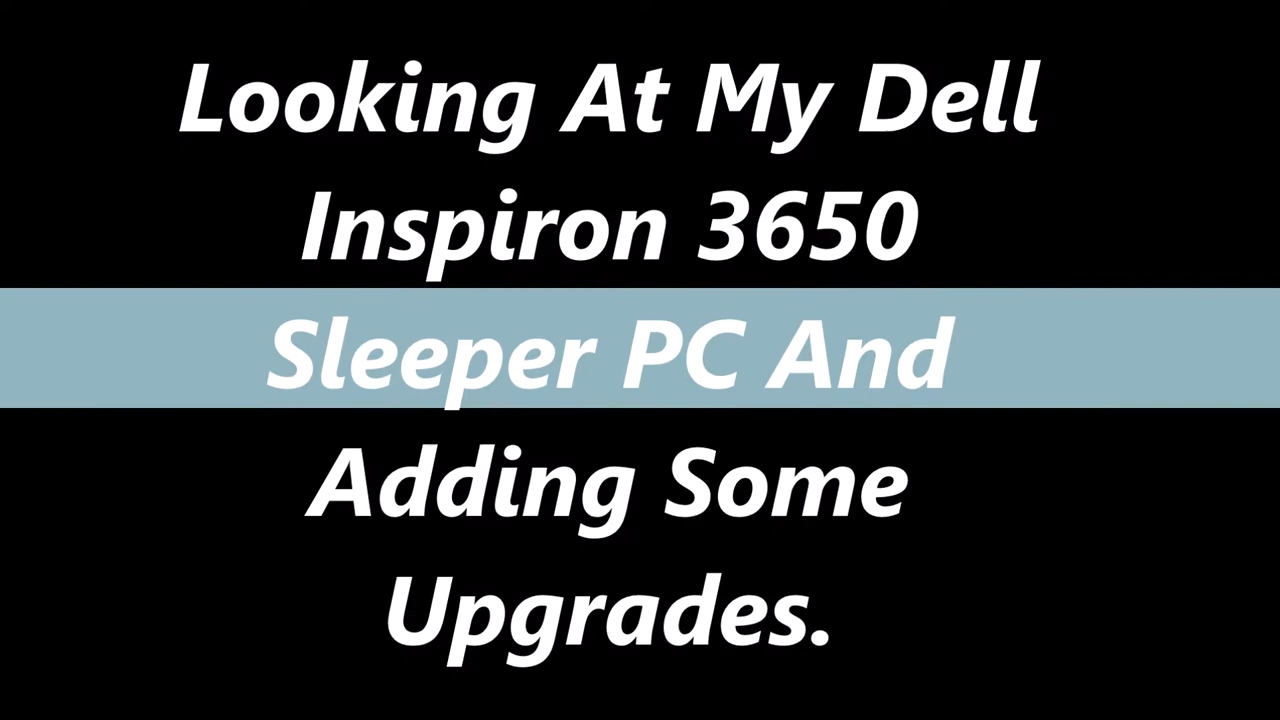 Looking At My Dell
Inspiron 3650
Sleeper PC And
Adding Some
Upgrades.